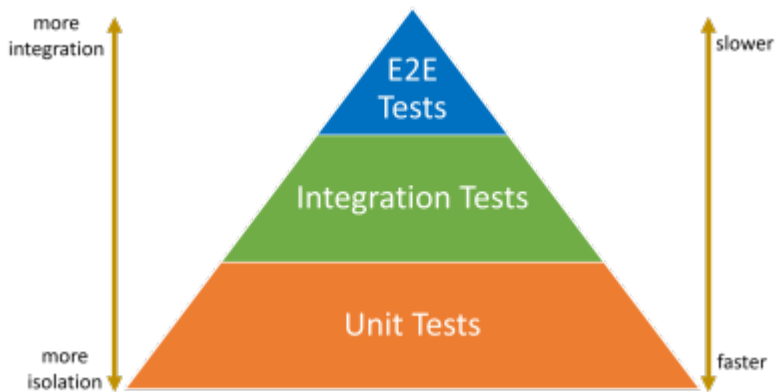 more
integration
slower
E2E
Tests
Integration Tests
Unit Tests
more
isolation
faster